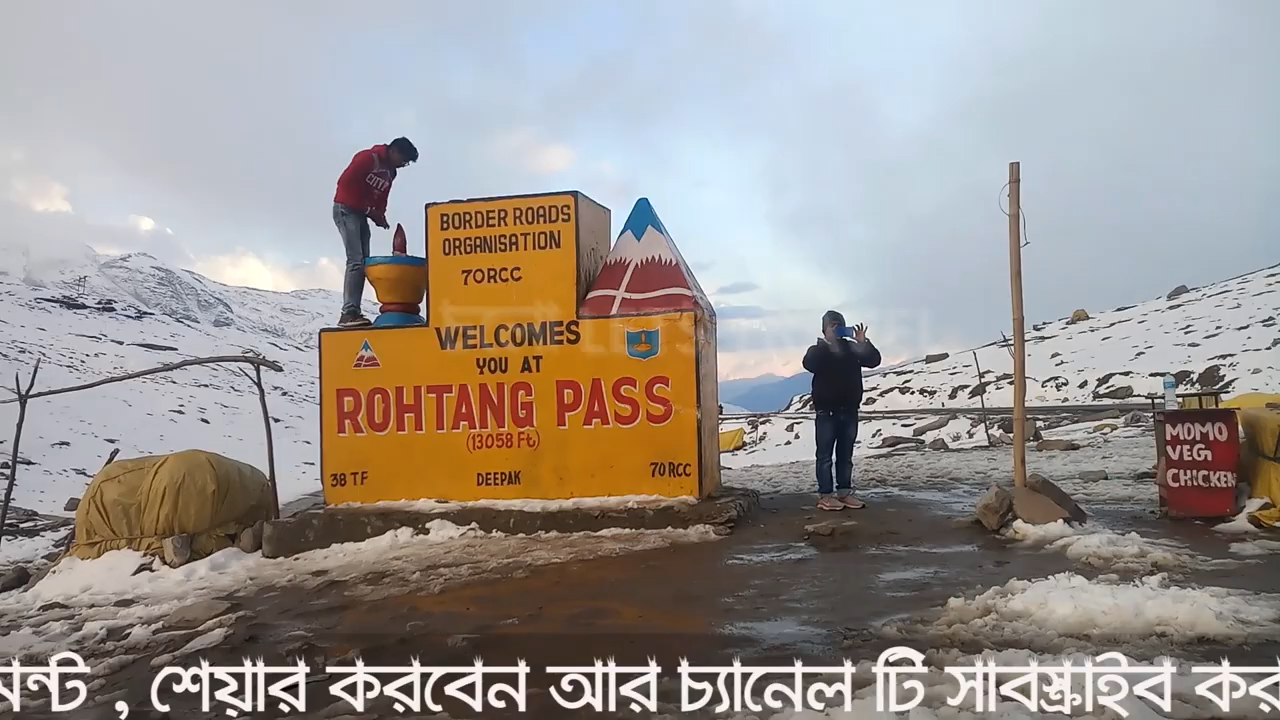 CITY
BORDER ROADS
ORGANISATION
70RCC
WELCOMES
YOU AT
ROHTANG PASS
(13058 Ft)
38 TF
DEEPAK
70 RCC
MOMO
VEG
CHICKEN
, শেয়ার করবেন আর চ্যানেল টি সাবস্ক্রাইব